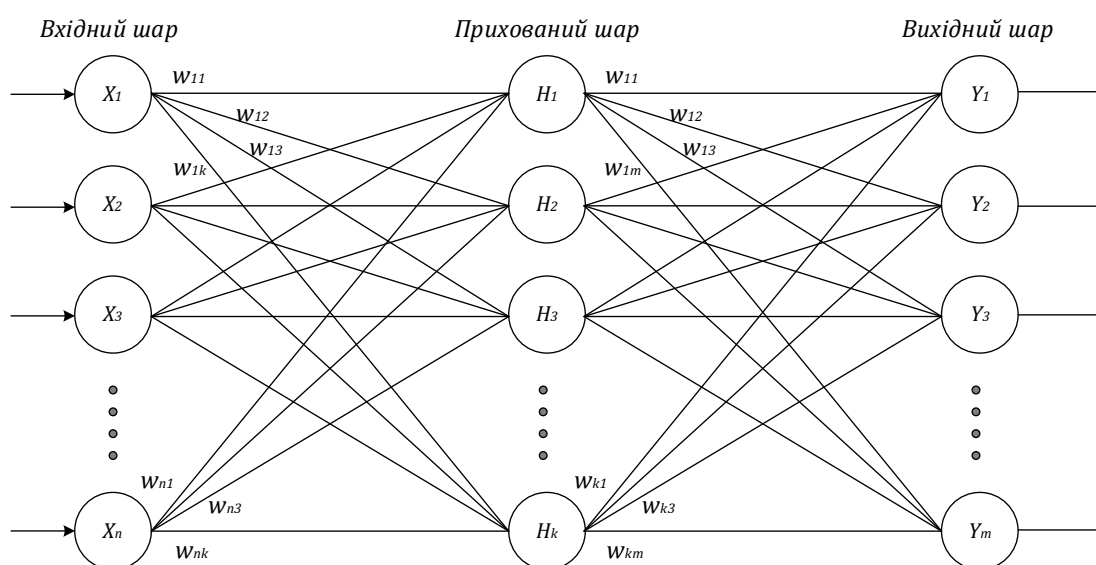 Вхідний шар Прихований шар Вихідний шар
X1 w11 H1 w11 Y1
w12 w12
w13 w13
w1k w1m
X2 H2 Y2
X3 H3 Y3
wn1 wk1
wn3 wk3
Xn Hk Ym
wnk wkm